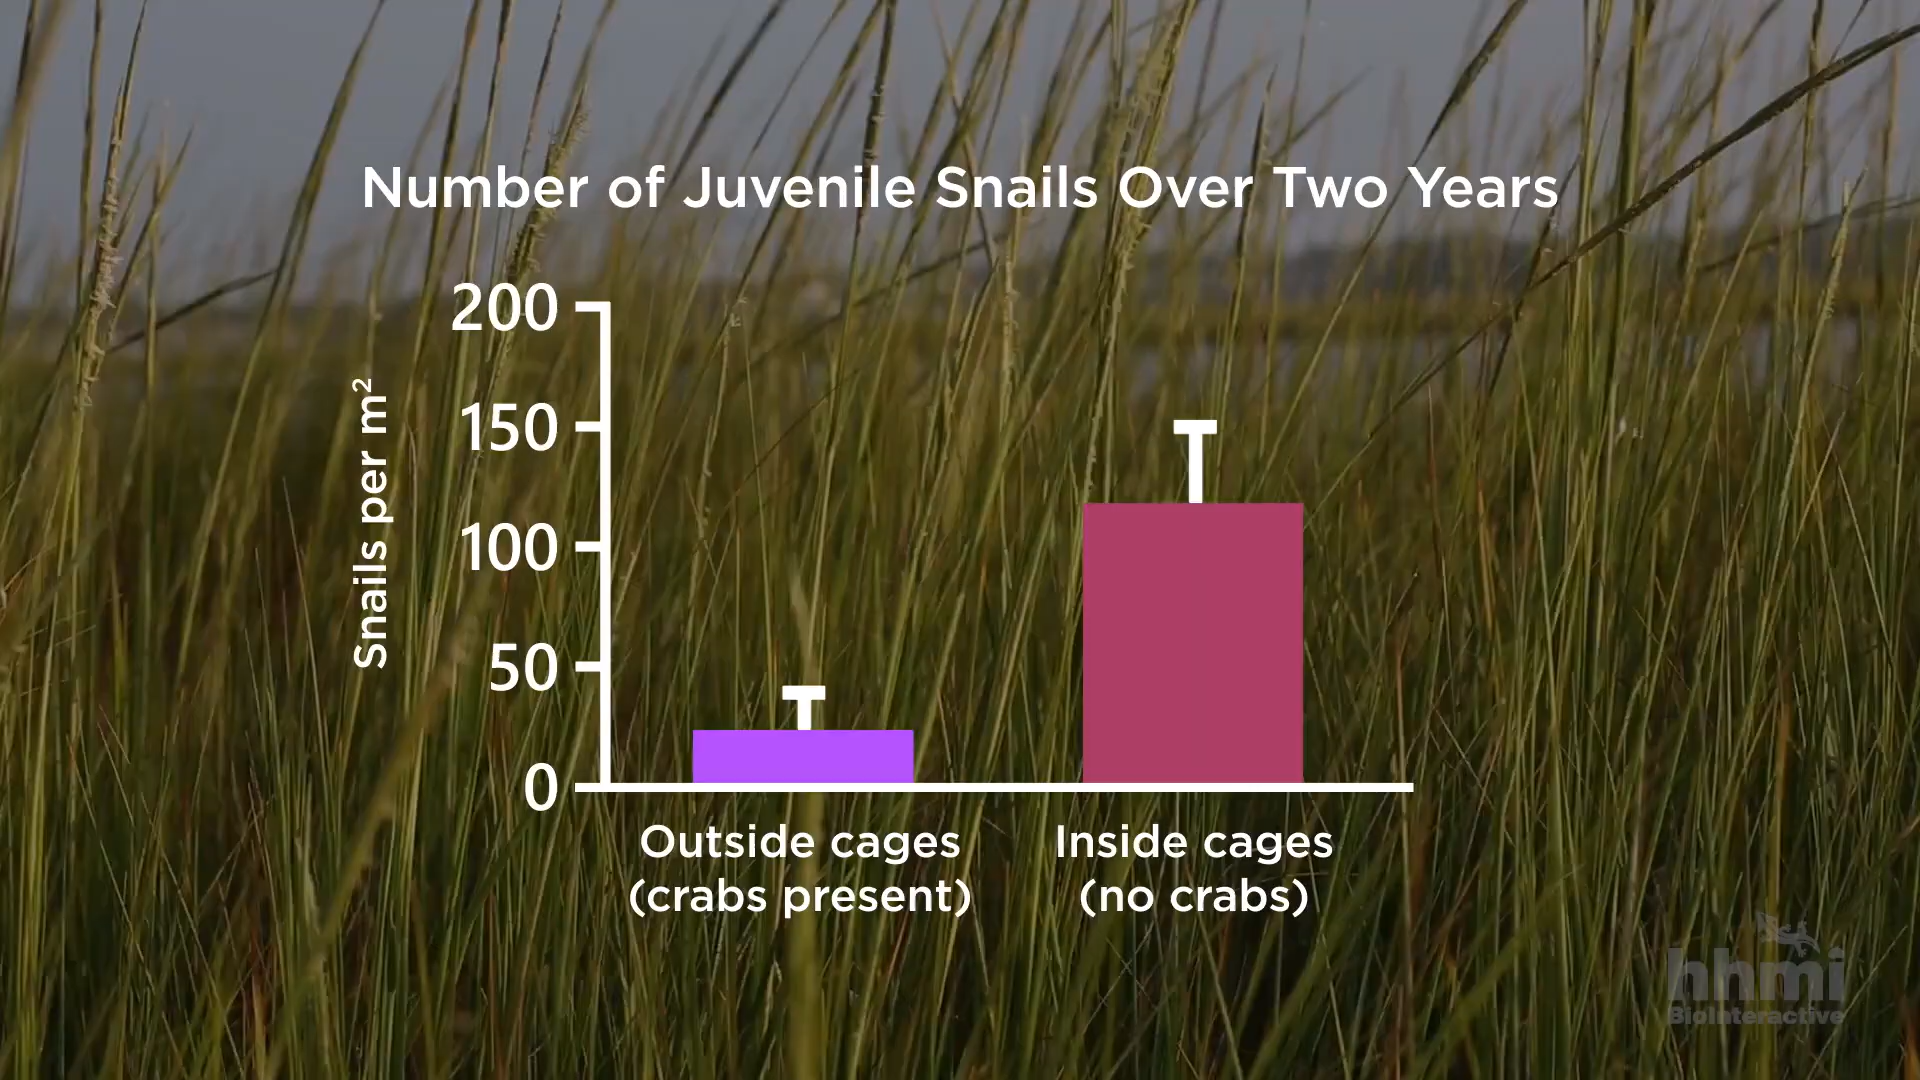 Number of Juvenile Snails Over Two Years
200
150
100
50
0
Snails per m²
Outside cages
(crabs present)
Inside cages
(no crabs)
hhmi
BioInteractive